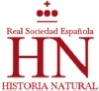 Real Sociedad Española
HN
HISTORIA NATURAL